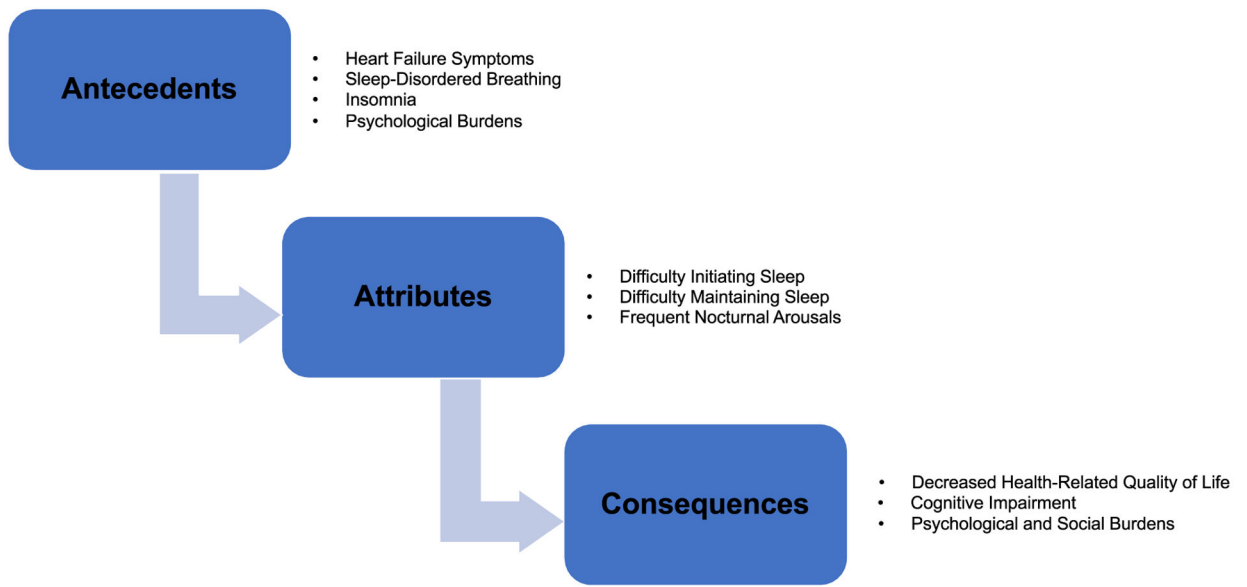 Antecedents
• Heart Failure Symptoms
• Sleep-Disordered Breathing
• Insomnia
• Psychological Burdens
Attributes
• Difficulty Initiating Sleep
• Difficulty Maintaining Sleep
• Frequent Nocturnal Arousals
Consequences
• Decreased Health-Related Quality of Life
• Cognitive Impairment
• Psychological and Social Burdens